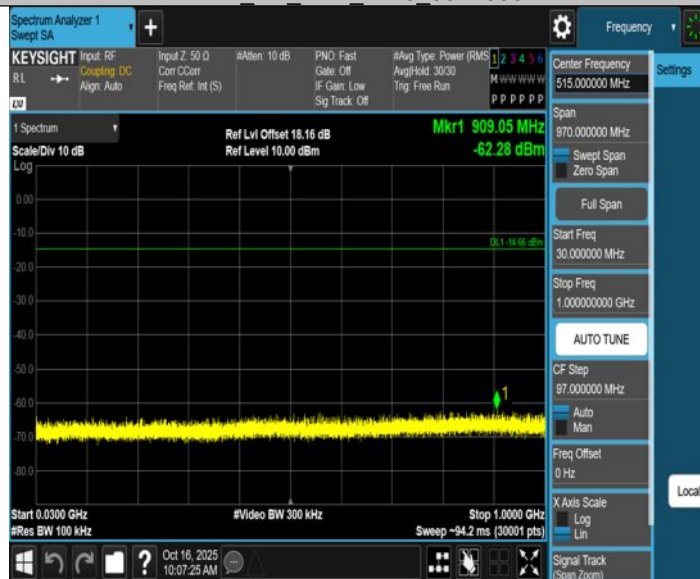 Spectrum Analyzer 1
Swept SA
+
Frequency
KEYSIGHT
RL
LXI
Input: RF
Coupling: DC
Align: Auto
Input Z: 50 Ω
Corr CCorr
Freq Ref: Int (S)
#Atten: 10 dB
PNO: Fast
Gate: Off
IF Gain: Low
Sig Track: Off
#Avg Type: Power (RMS
Avg|Hold: 30/30
Trig: Free Run
1 2 3 4 5 6
M W W W W W
P P P P P P
1 Spectrum
Scale/Div 10 dB
Log
Ref Lvl Offset 18.16 dB
Ref Level 10.00 dBm
Mkr1 909.05 MHz
-62.28 dBm
0.00
-10.0
DL1 -14.66 dBm
-20.0
-30.0
-40.0
-50.0
1
-60.0
-70.0
-80.0
Start 0.0300 GHz
#Res BW 100 kHz
#Video BW 300 kHz
Stop 1.0000 GHz
Sweep ~94.2 ms (30001 pts)
?
Oct 16, 2025
10:07:25 AM
Center Frequency
515.000000 MHz
Settings
Span
970.000000 MHz
Swept Span
Zero Span
Full Span
Start Freq
30.000000 MHz
Stop Freq
1.000000000 GHz
AUTO TUNE
CF Step
97.000000 MHz
Auto
Man
Freq Offset
0 Hz
Local
X Axis Scale
Log
Lin
Signal Track
(Span Zoom)